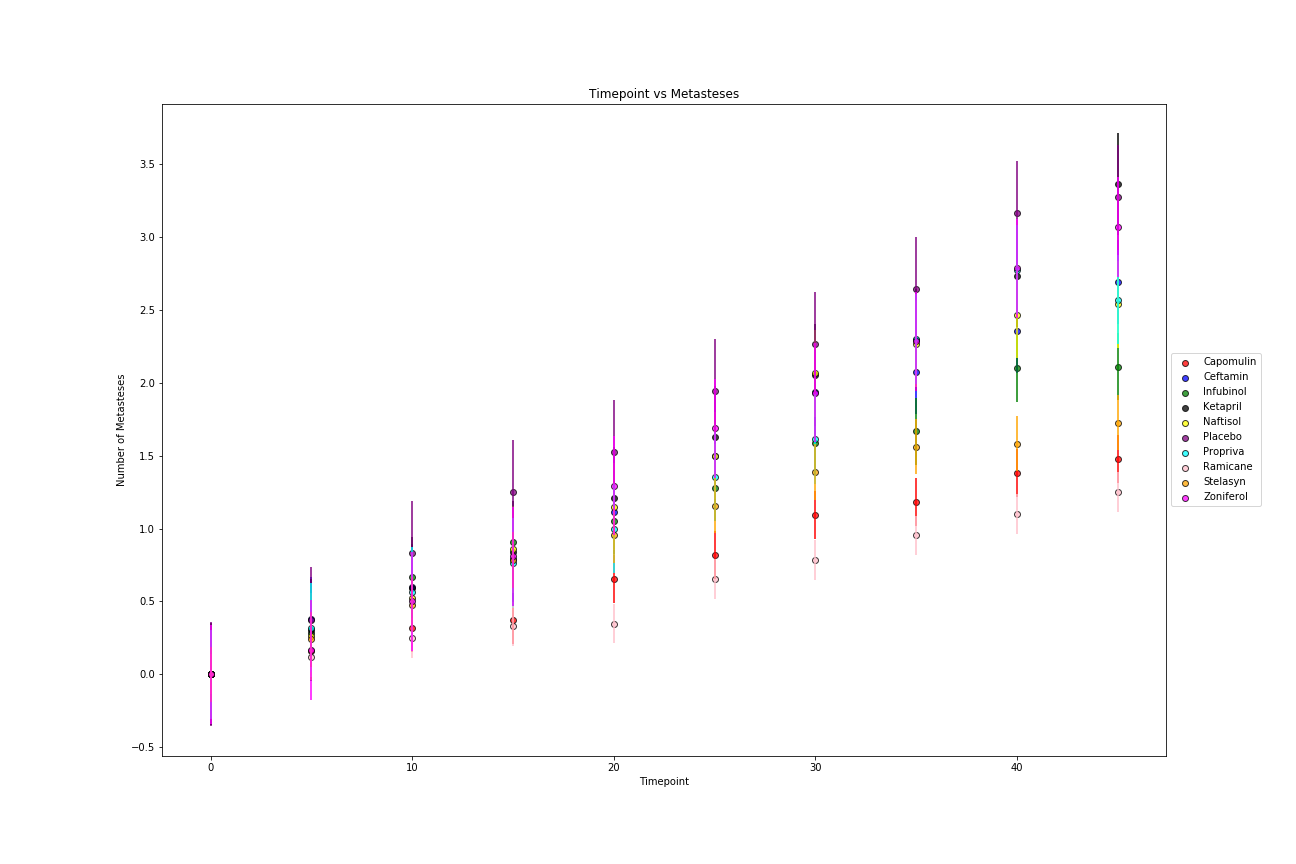 Timepoint vs Metasteses
Number of Metasteses
3.5
3.0
2.5
2.0
1.5
1.0
0.5
0.0
−0.5
0
10
20
30
40
Timepoint
Capomulin
Ceftamin
Infubinol
Ketapril
Naftisol
Placebo
Propriva
Ramicane
Stelasyn
Zoniferol